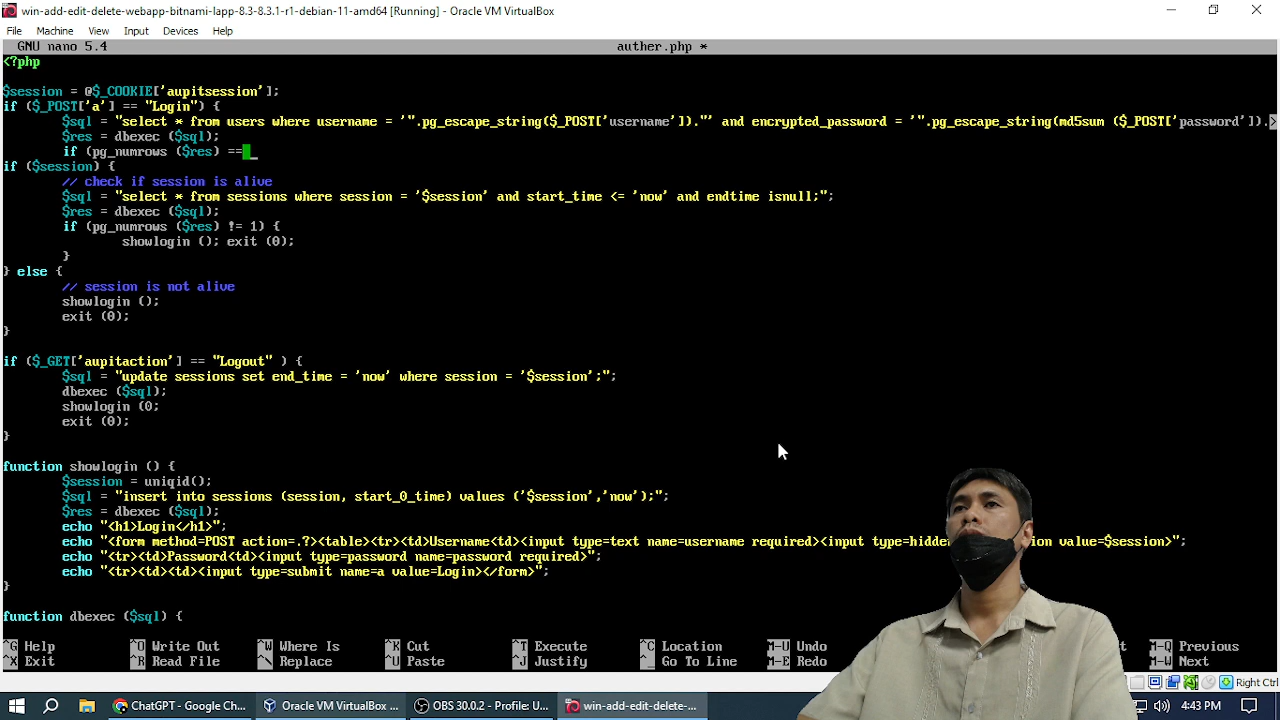 win-add-edit-delete-webapp-bitnami-lapp-8.3-8.3.1-r1-debian-11-amd64 [Running] - Oracle VM VirtualBox
File Machine View Input Devices Help
GNU nano 5.4 auther.php *
<?php
$session = @$_COOKIE['aupitsession'];
if ($_POST['a'] == "Login") {
$sql = "select * from users where username = '".pg_escape_string($_POST['username'])."' and encrypted_password = '".pg_escape_string(md5sum ($_POST['password']).>
$res = dbexec ($sql);
if (pg_numrows ($res) == _
if ($session) {
// check if session is alive
$sql = "select * from sessions where session = '$session' and start_time <= 'now' and endtime isnull;";
$res = dbexec ($sql);
if (pg_numrows ($res) != 1) {
showlogin (); exit (0);
}
} else {
// session is not alive
showlogin ();
exit (0);
}
if ($_GET['aupitaction'] == "Logout" ) {
$sql = "update sessions set end_time = 'now' where session = '$session';";
dbexec ($sql);
showlogin (0;
exit (0);
}
function showlogin () {
$session = uniqid();
$sql = "insert into sessions (session, start_0_time) values ('$session','now');";
$res = dbexec ($sql);
echo "<h1>Login</h1>";
echo "<form method=POST action=.?><table><tr><td>Username<td><input type=text name=username required><input type=hidde ion value=$session>";
echo "<tr><td>Password<td><input type=password name=password required>";
echo "<tr><td><td><input type=submit name=a value=Login></form>";
}
function dbexec ($sql) {
^G Help ^O Write Out ^W Where Is ^K Cut ^T Execute ^C Location M-U Undo M-Q Previous
^X Exit ^R Read File ^\ Replace ^U Paste ^J Justify ^_ Go To Line M-E Redo M-W Next
Right Ctrl
ChatGPT - Google Ch... Oracle VM VirtualBox ... OBS 30.0.2 - Profile: U... win-add-edit-delete-... 4:43 PM